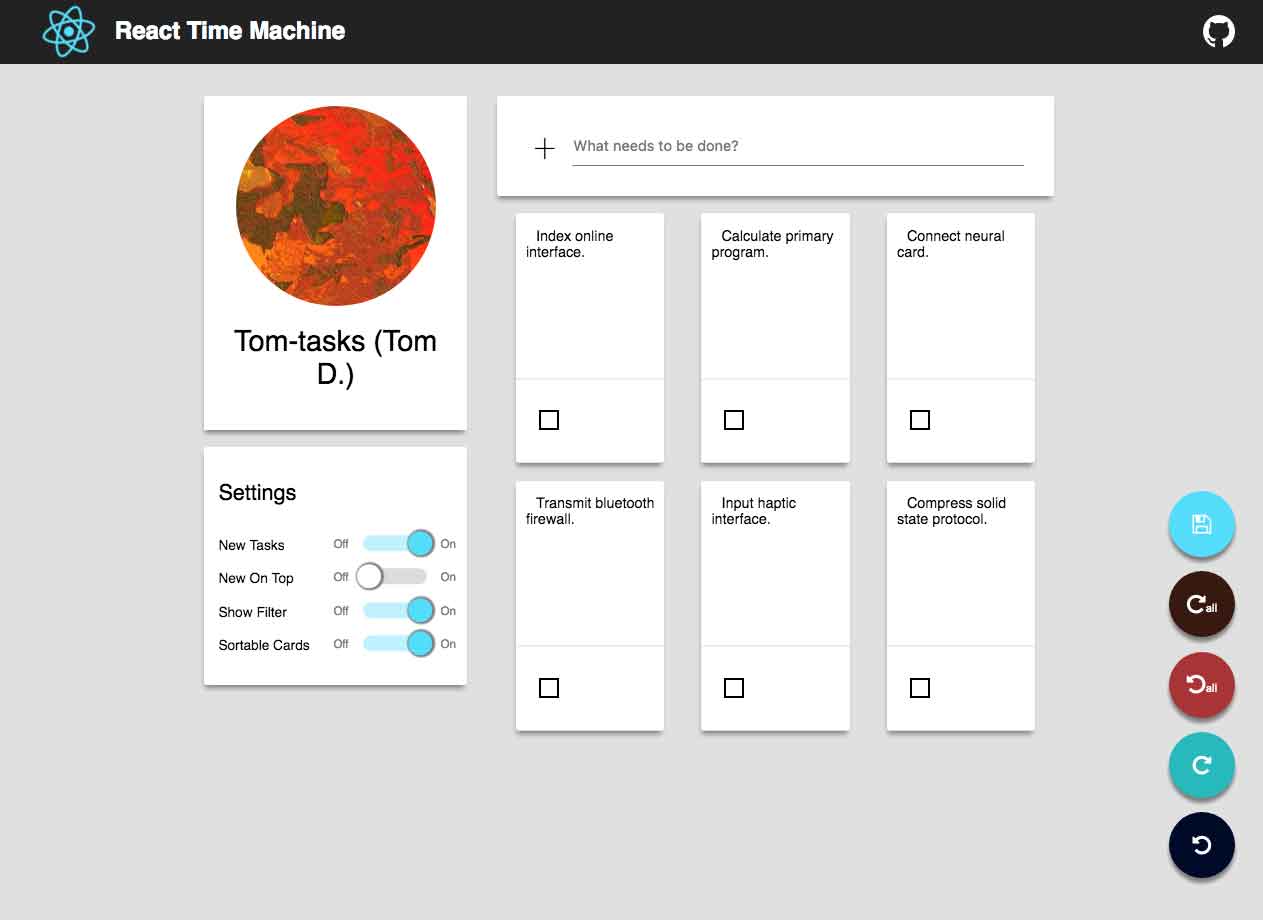 React Time Machine
Tom-tasks (Tom
D.)
Settings
New Tasks Off On
New On Top Off On
Show Filter Off On
Sortable Cards Off On
What needs to be done?
Index online
interface.
Calculate primary
program.
Connect neural
card.
Transmit bluetooth
firewall.
Input haptic
interface.
Compress solid
state protocol.
all
all